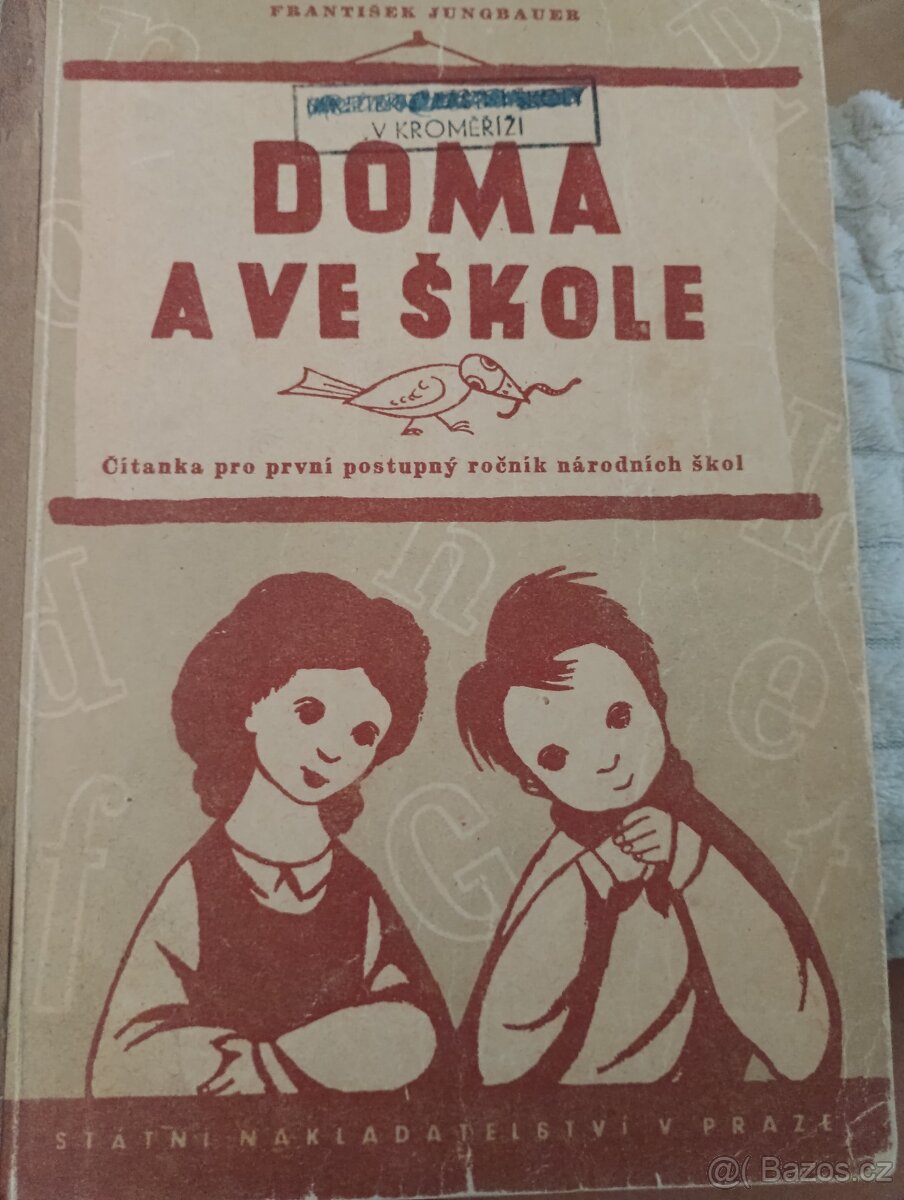 FRANTIŠEK JUNGBAUER
V KROMĚŘÍŽI
DOMA
A VE ŠKOLE
Čítanka pro první postupný ročník národních škol
d
n
L
e
f
G
STÁTNÍ NAKLADATELSTVÍ V PRAZE
@( Bazos.cz